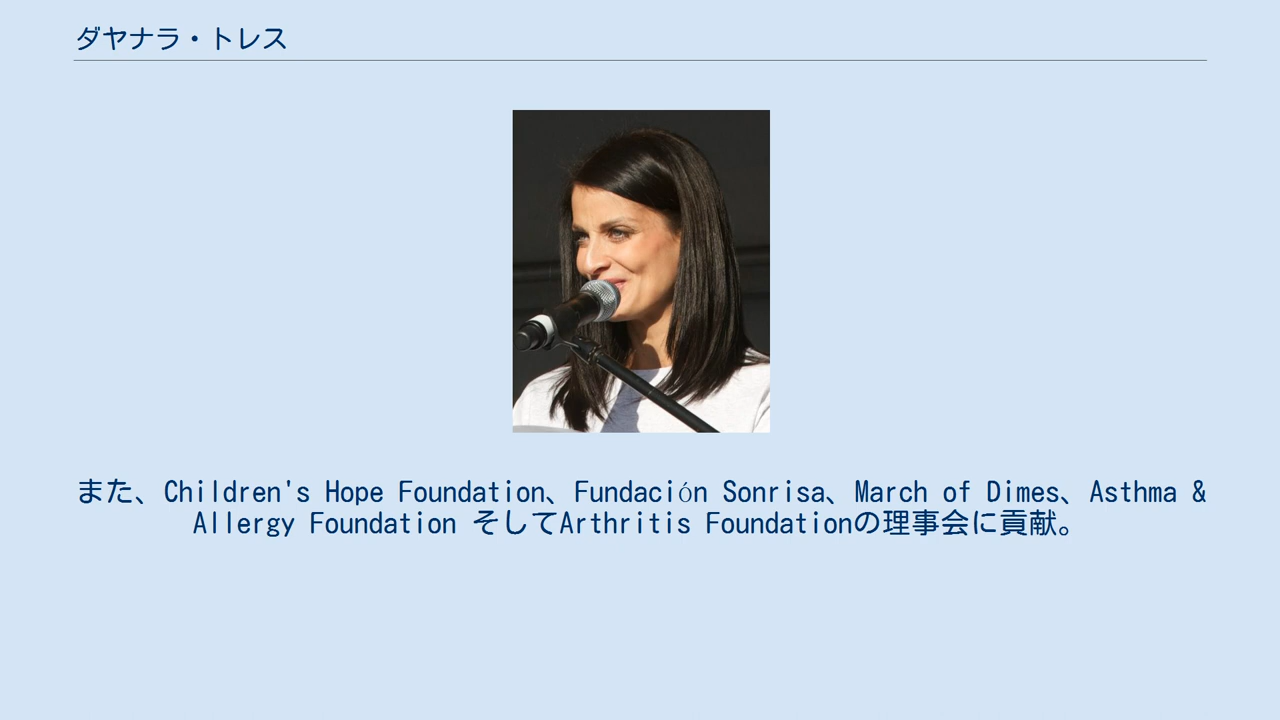 ダヤナラ・トレス
また、Children's Hope Foundation、Fundación Sonrisa、March of Dimes、Asthma &
Allergy Foundation そしてArthritis Foundationの理事会に貢献。